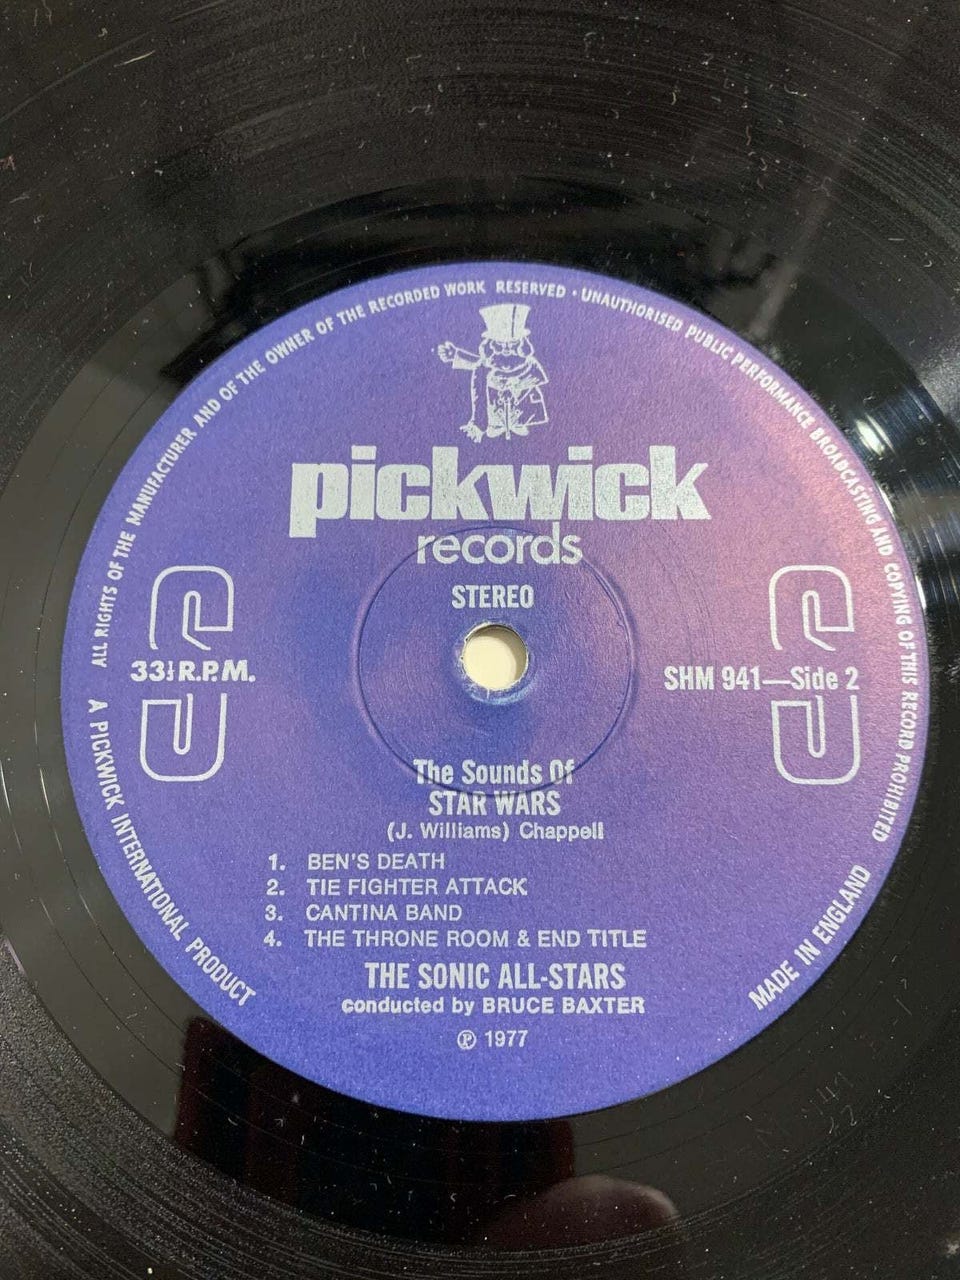 ALL RIGHTS OF THE MANUFACTURER AND OF THE OWNER OF THE RECORDED WORK RESERVED · UNAUTHORISED PUBLIC PERFORMANCE BROADCASTING AND COPYING OF THIS RECORD PROHIBITED
pickwick
records
STEREO
33⅓ R.P.M.
SHM 941—Side 2
The Sounds Of
STAR WARS
(J. Williams) Chappell
1. BEN'S DEATH
2. TIE FIGHTER ATTACK
3. CANTINA BAND
4. THE THRONE ROOM & END TITLE
THE SONIC ALL-STARS
conducted by BRUCE BAXTER
℗ 1977
A PICKWICK INTERNATIONAL PRODUCT
MADE IN ENGLAND